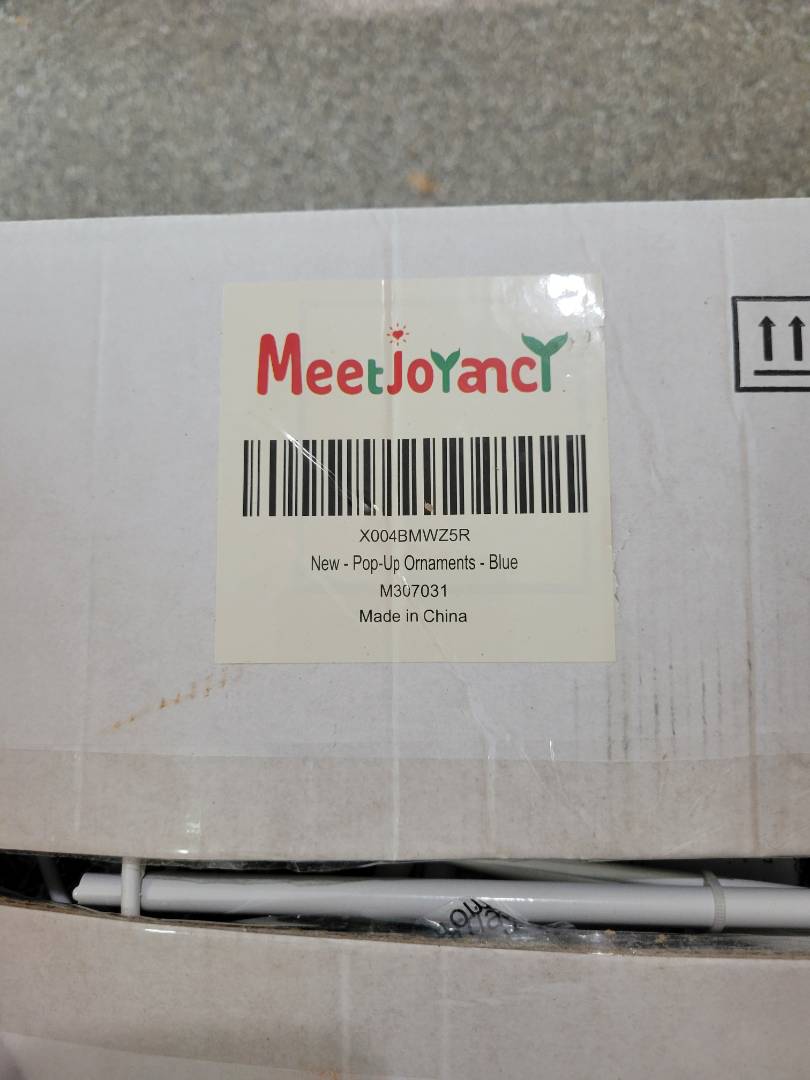 MeetJoyancy
X004BMWZ5R
New - Pop-Up Ornaments - Blue
M307031
Made in China